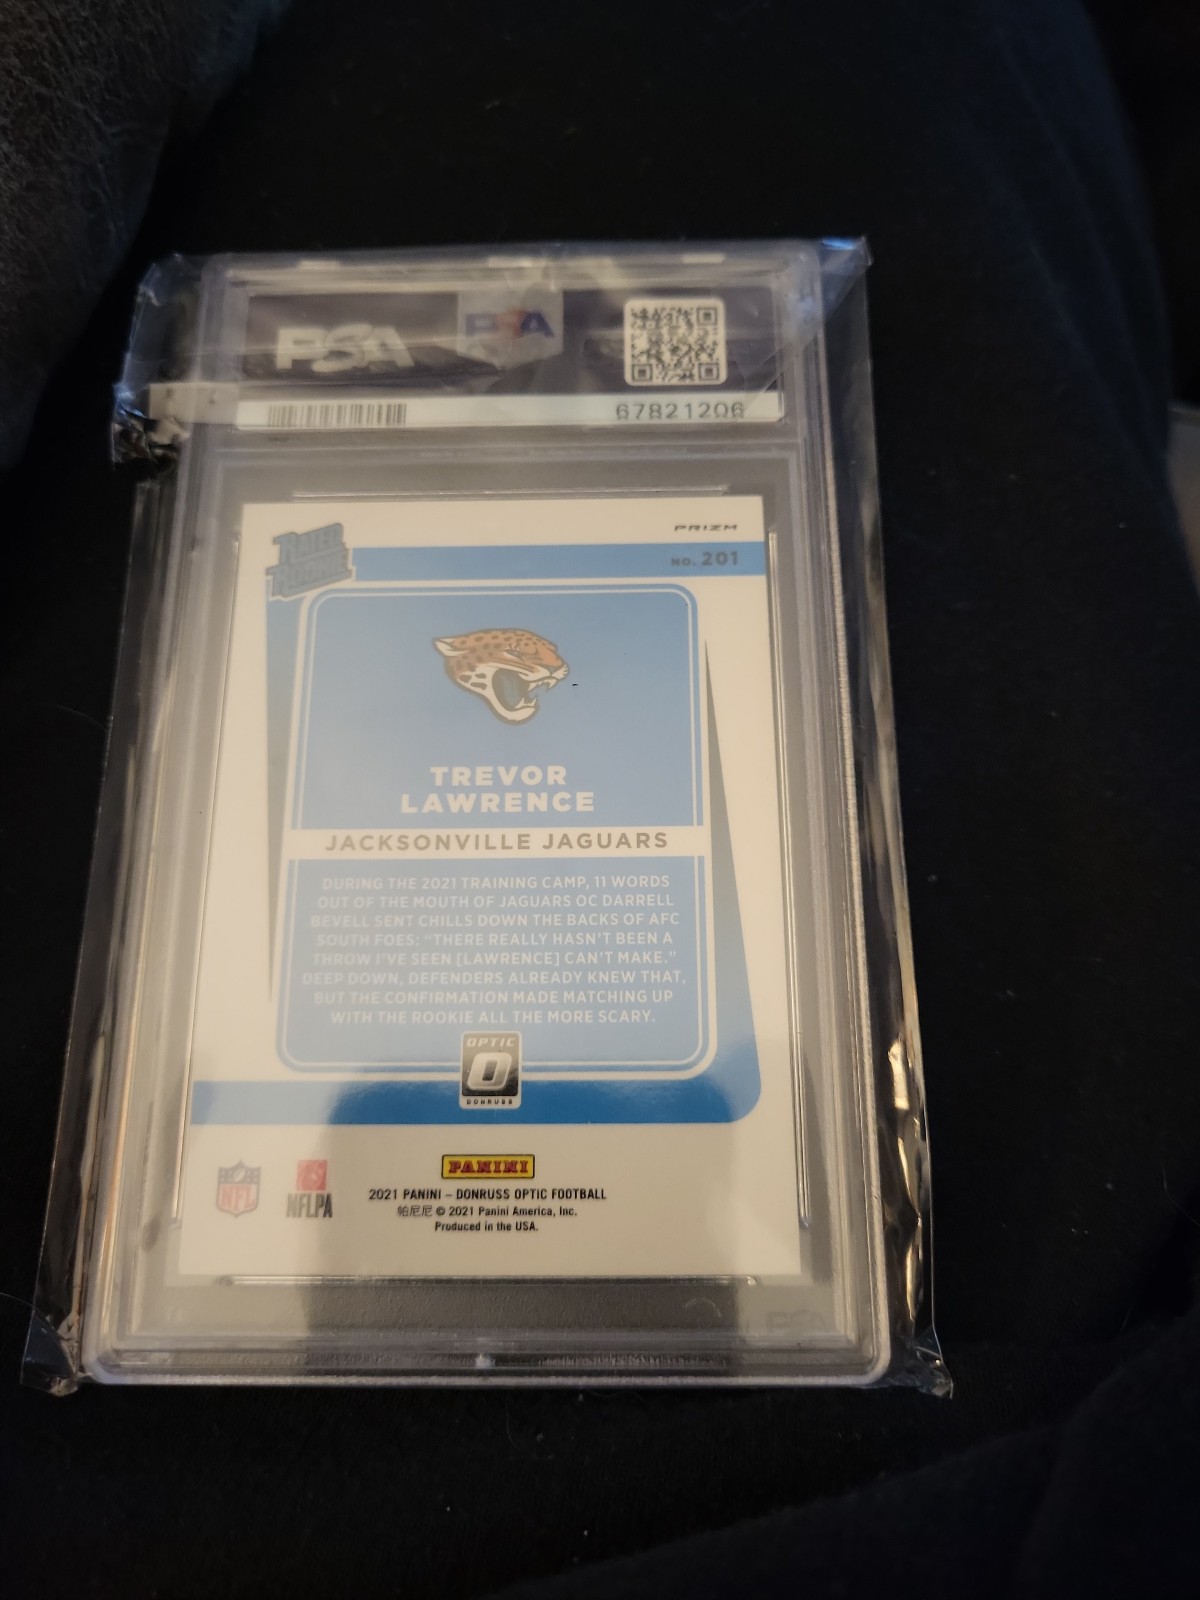 PSA
PSA
67821206
RATED
ROOKIE
PRIZM
NO. 201
TREVOR
LAWRENCE
JACKSONVILLE JAGUARS
DURING THE 2021 TRAINING CAMP, 11 WORDS
OUT OF THE MOUTH OF JAGUARS OC DARRELL
BEVELL SENT CHILLS DOWN THE BACKS OF AFC
SOUTH FOES: “THERE REALLY HASN’T BEEN A
THROW I’VE SEEN [LAWRENCE] CAN’T MAKE.”
DEEP DOWN, DEFENDERS ALREADY KNEW THAT,
BUT THE CONFIRMATION MADE MATCHING UP
WITH THE ROOKIE ALL THE MORE SCARY.
OPTIC
DONRUSS
PANINI
NFL
NFLPA
2021 PANINI – DONRUSS OPTIC FOOTBALL
帕尼尼 © 2021 Panini America, Inc.
Produced in the USA.
PSA